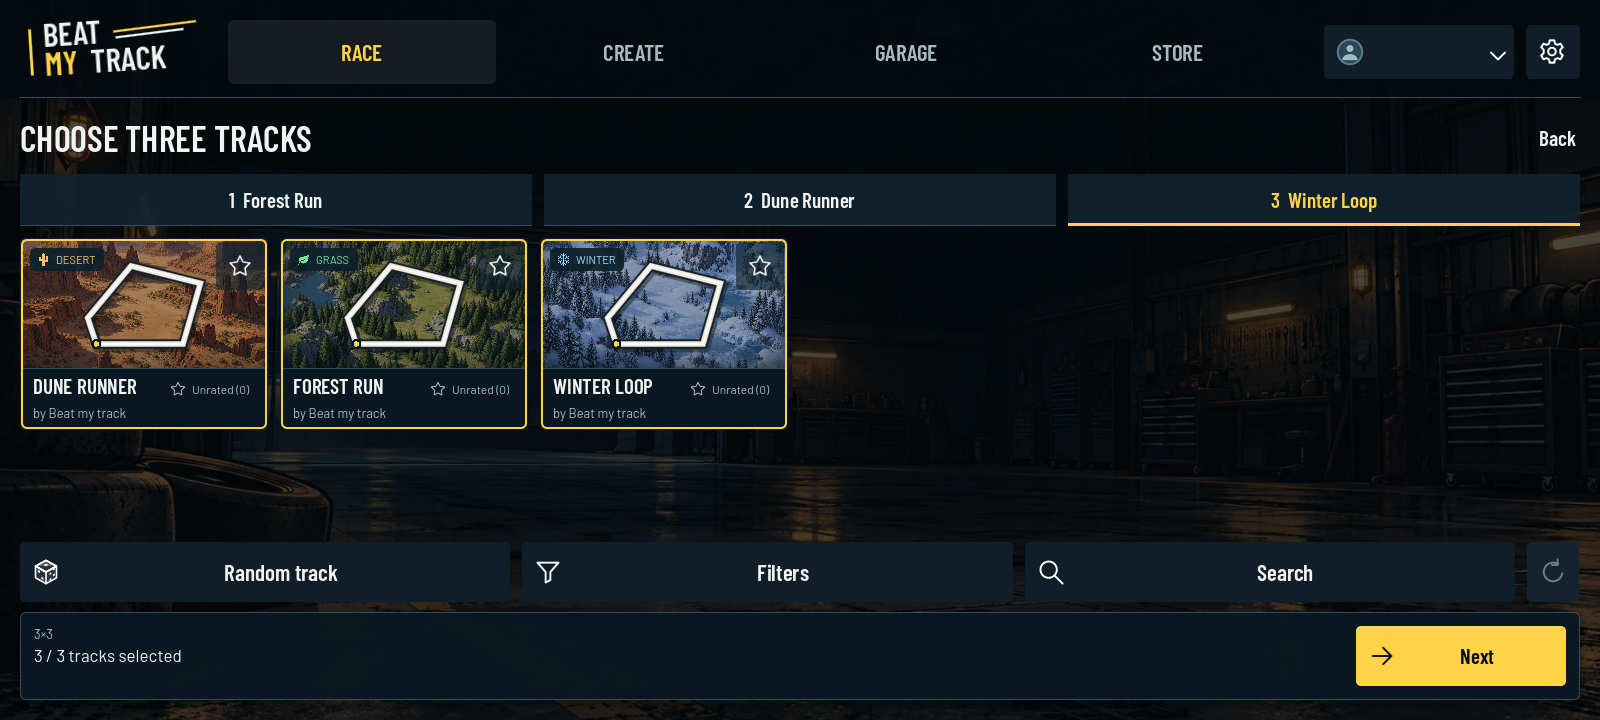 BEAT
MY TRACK
RACE
CREATE
GARAGE
STORE
CHOOSE THREE TRACKS
Back
1 Forest Run
2 Dune Runner
3 Winter Loop
DESERT
GRASS
WINTER
DUNE RUNNER
Unrated (0)
by Beat my track
FOREST RUN
Unrated (0)
by Beat my track
WINTER LOOP
Unrated (0)
by Beat my track
Random track
Filters
Search
3×3
3 / 3 tracks selected
Next